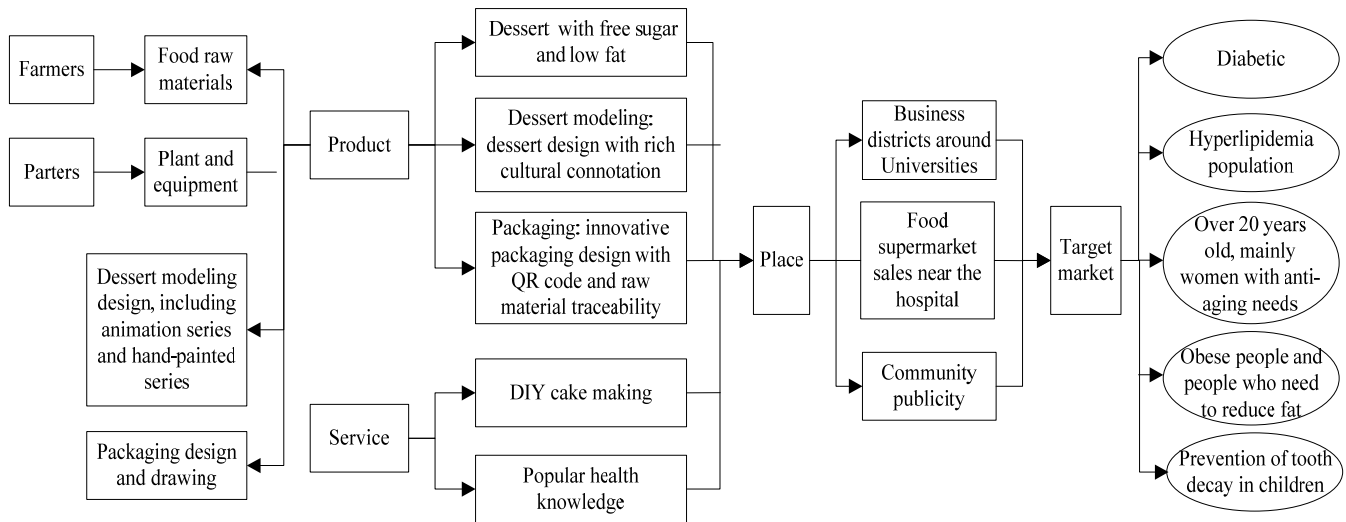 Farmers
Food raw
materials
Parters
Plant and
equipment
Dessert modeling
design, including
animation series
and hand-painted
series
Packaging design
and drawing
Product
Service
Dessert with free sugar
and low fat
Dessert modeling:
dessert design with rich
cultural connotation
Packaging: innovative
packaging design with
QR code and raw
material traceability
DIY cake making
Popular health
knowledge
Place
Business
districts around
Universities
Food
supermarket
sales near the
hospital
Community
publicity
Target
market
Diabetic
Hyperlipidemia
population
Over 20 years
old, mainly
women with anti-
aging needs
Obese people and
people who need
to reduce fat
Prevention of tooth
decay in children